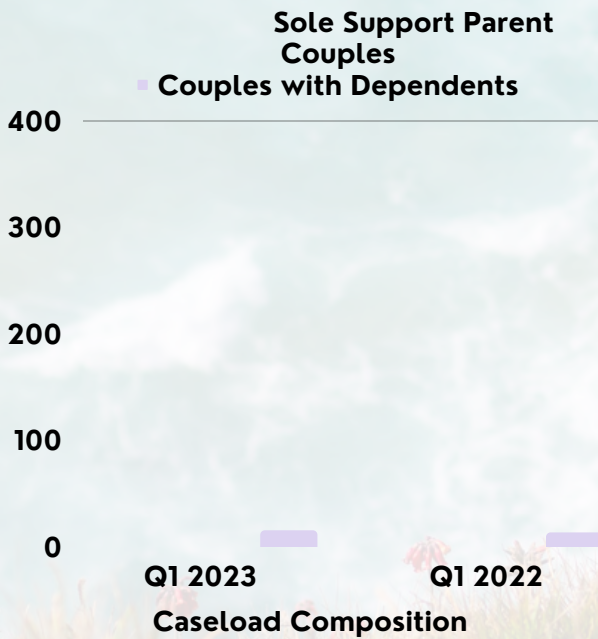 Sole Support Parent
Couples
Couples with Dependents
400
300
200
100
0
Q1 2023 Q1 2022
Caseload Composition